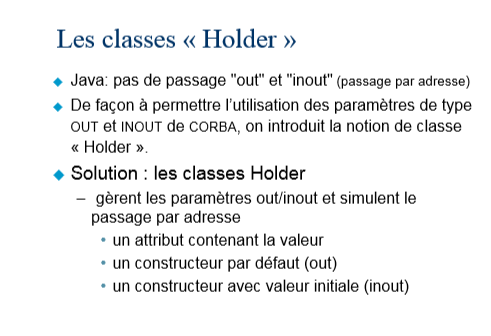 Les classes « Holder »
◆ Java: pas de passage "out" et "inout" (passage par adresse)
◆ De façon à permettre l'utilisation des paramètres de type
OUT et INOUT de CORBA, on introduit la notion de classe
« Holder ».
◆ Solution : les classes Holder
– gèrent les paramètres out/inout et simulent le
passage par adresse
• un attribut contenant la valeur
• un constructeur par défaut (out)
• un constructeur avec valeur initiale (inout)